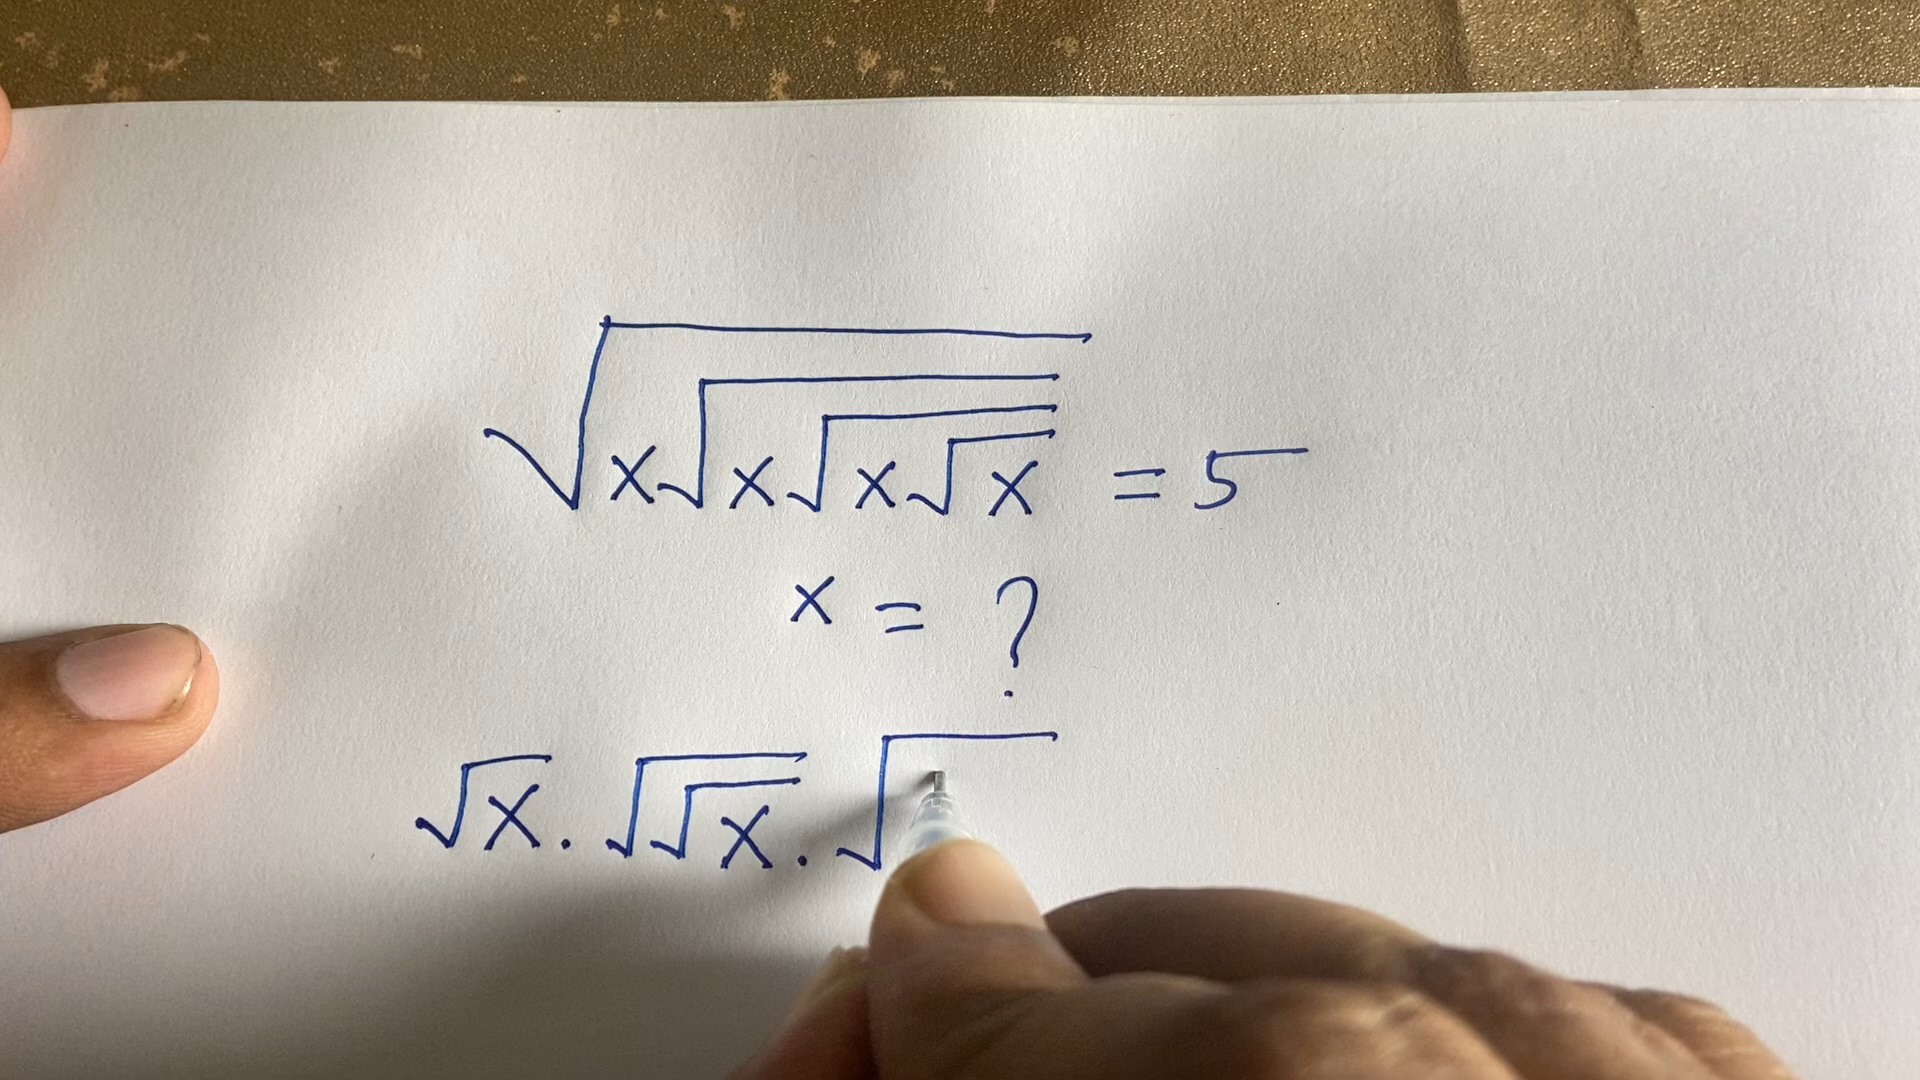 √(x√(x√(x√x))) = 5
x = ?
√x . √√x . √